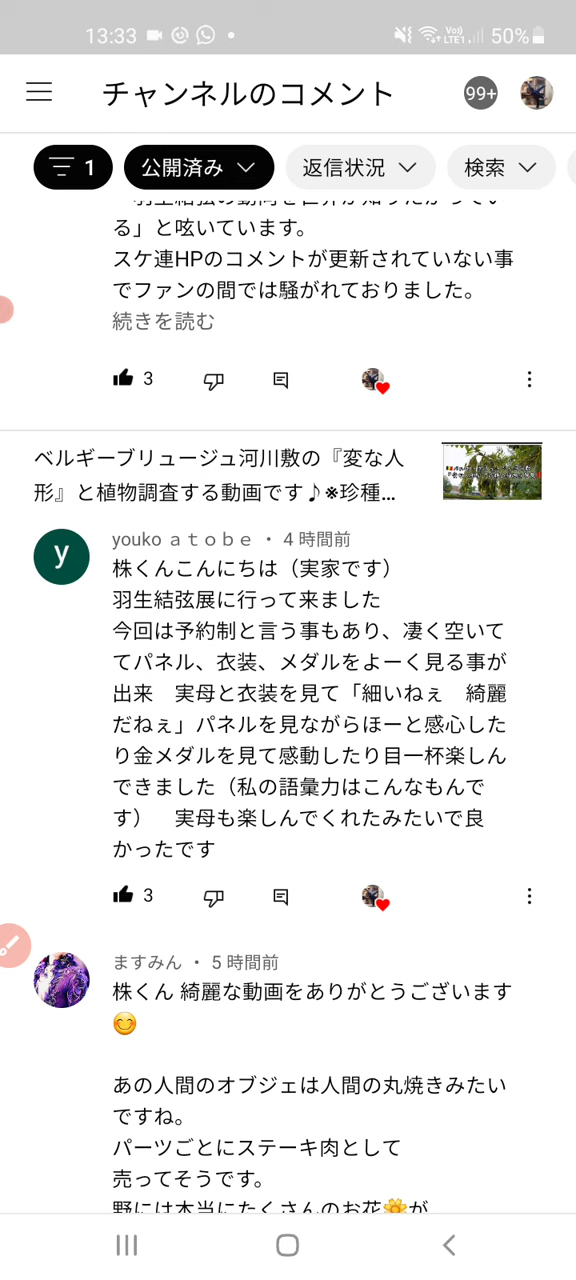 13:33
Vo)) LTE1 50%
チャンネルのコメント
99+
1 公開済み 返信状況 検索
る」と呟いています。
スケ連HPのコメントが更新されていない事
でファンの間では騒がれておりました。
続きを読む
3
ベルギーブリュージュ河川敷の『変な人
形』と植物調査する動画です♪※珍種...
y
youko ａｔｏｂｅ ・ 4 時間前
株くんこんにちは（実家です）
羽生結弦展に行って来ました
今回は予約制と言う事もあり、凄く空いて
てパネル、衣装、メダルをよーく見る事が
出来　実母と衣装を見て「細いねぇ　綺麗
だねぇ」パネルを見ながらほーと感心した
り金メダルを見て感動したり目一杯楽しん
できました（私の語彙力はこんなもんで
す）　実母も楽しんでくれたみたいで良
かったです
3
ますみん ・ 5 時間前
株くん 綺麗な動画をありがとうございます
😊
あの人間のオブジェは人間の丸焼きみたい
ですね。
パーツごとにステーキ肉として
売ってそうです。
野には本当にたくさんのお花🌼が